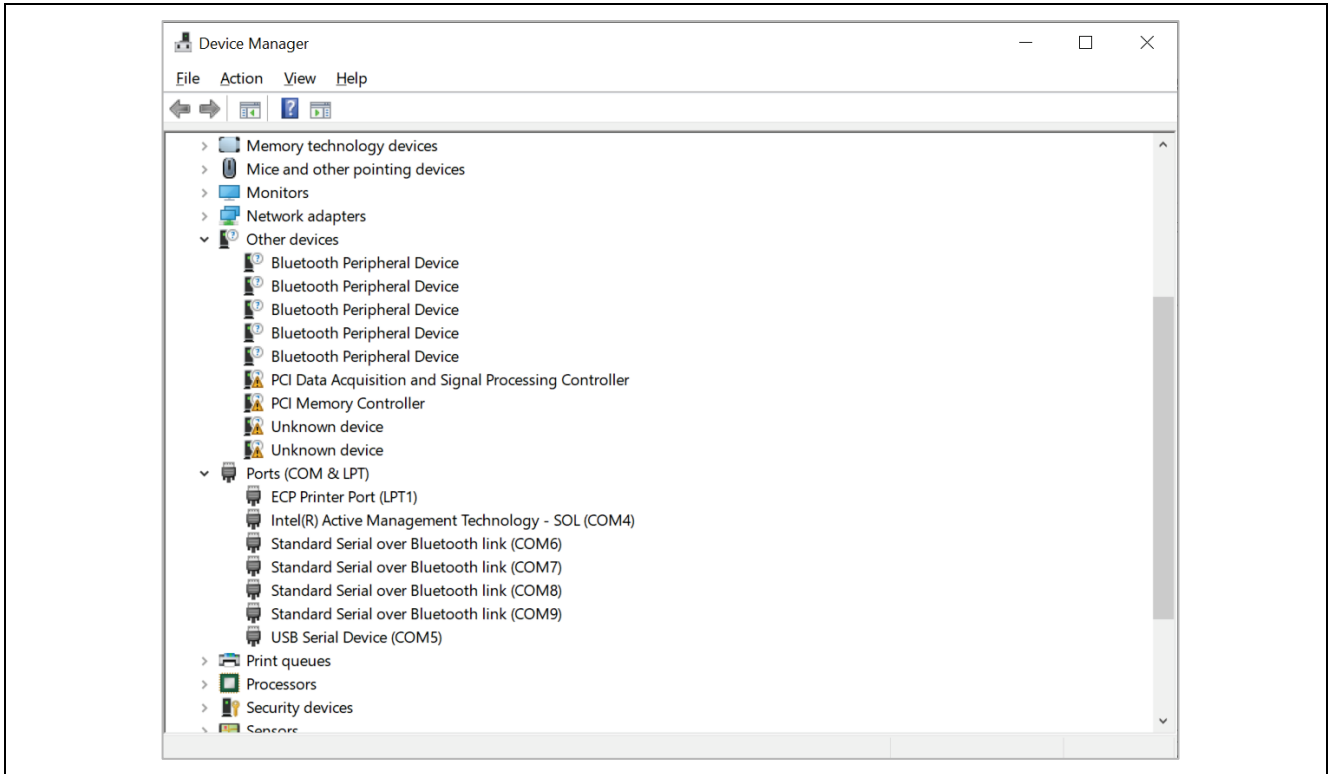 Device Manager
File Action View Help
Memory technology devices
Mice and other pointing devices
Monitors
Network adapters
Other devices
Bluetooth Peripheral Device
Bluetooth Peripheral Device
Bluetooth Peripheral Device
Bluetooth Peripheral Device
Bluetooth Peripheral Device
PCI Data Acquisition and Signal Processing Controller
PCI Memory Controller
Unknown device
Unknown device
Ports (COM & LPT)
ECP Printer Port (LPT1)
Intel(R) Active Management Technology - SOL (COM4)
Standard Serial over Bluetooth link (COM6)
Standard Serial over Bluetooth link (COM7)
Standard Serial over Bluetooth link (COM8)
Standard Serial over Bluetooth link (COM9)
USB Serial Device (COM5)
Print queues
Processors
Security devices
Sensors